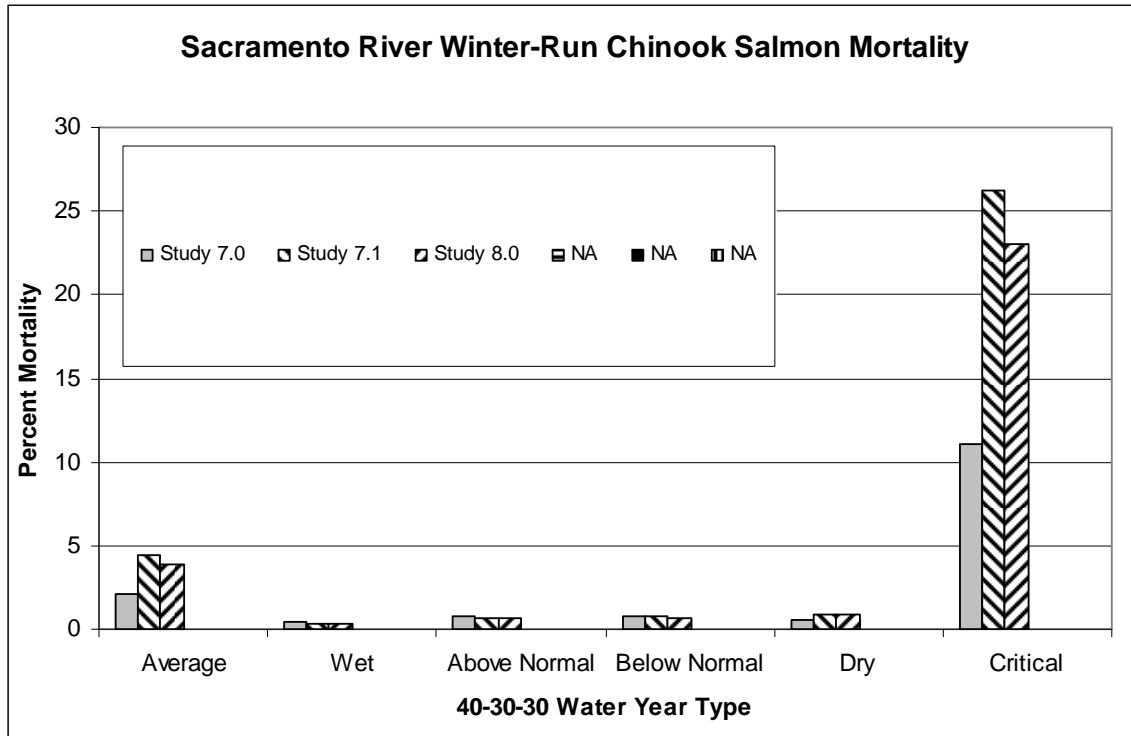 Sacramento River Winter-Run Chinook Salmon Mortality
30
25
20
15
10
5
0
Percent Mortality
Study 7.0 Study 7.1 Study 8.0 NA NA NA
Average Wet Above Normal Below Normal Dry Critical
40-30-30 Water Year Type